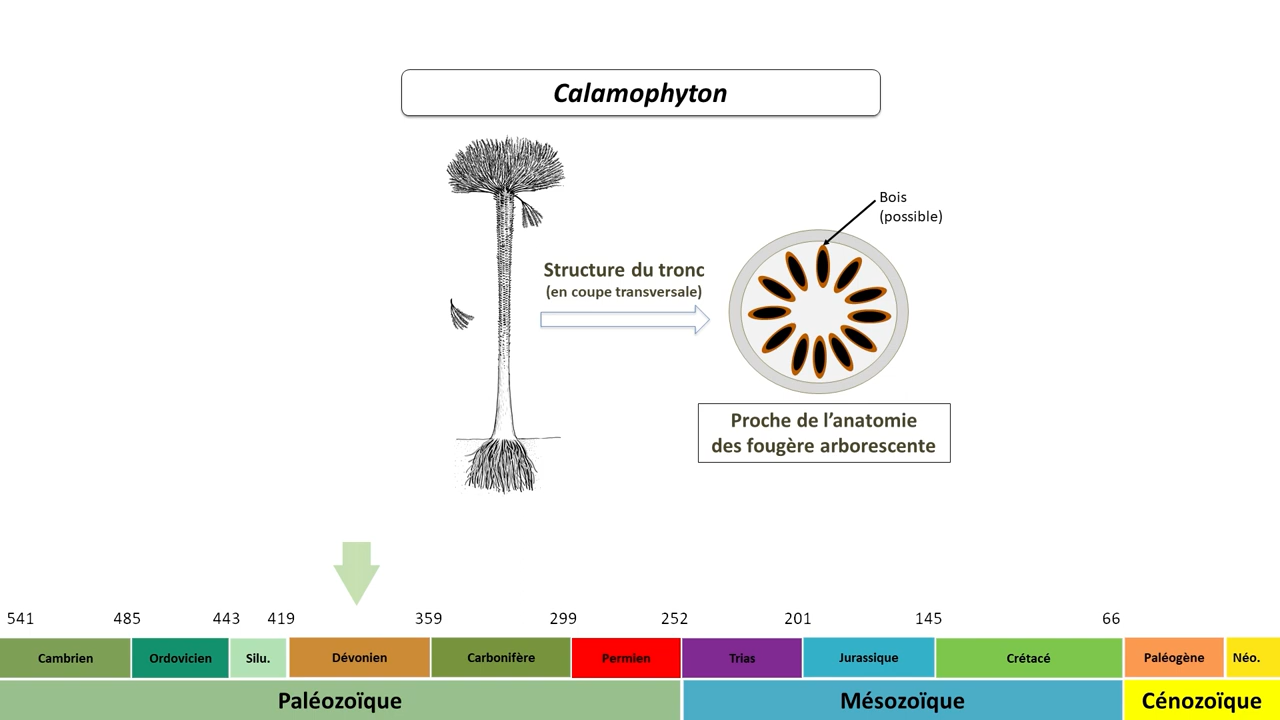 Calamophyton
Bois
(possible)
Structure du tronc
(en coupe transversale)
Proche de l’anatomie
des fougère arborescente
541 485 443 419 359 299 252 201 145 66
Cambrien Ordovicien Silu. Dévonien Carbonifère Permien Trias Jurassique Crétacé Paléogène Néo.
Paléozoïque Mésozoïque Cénozoïque